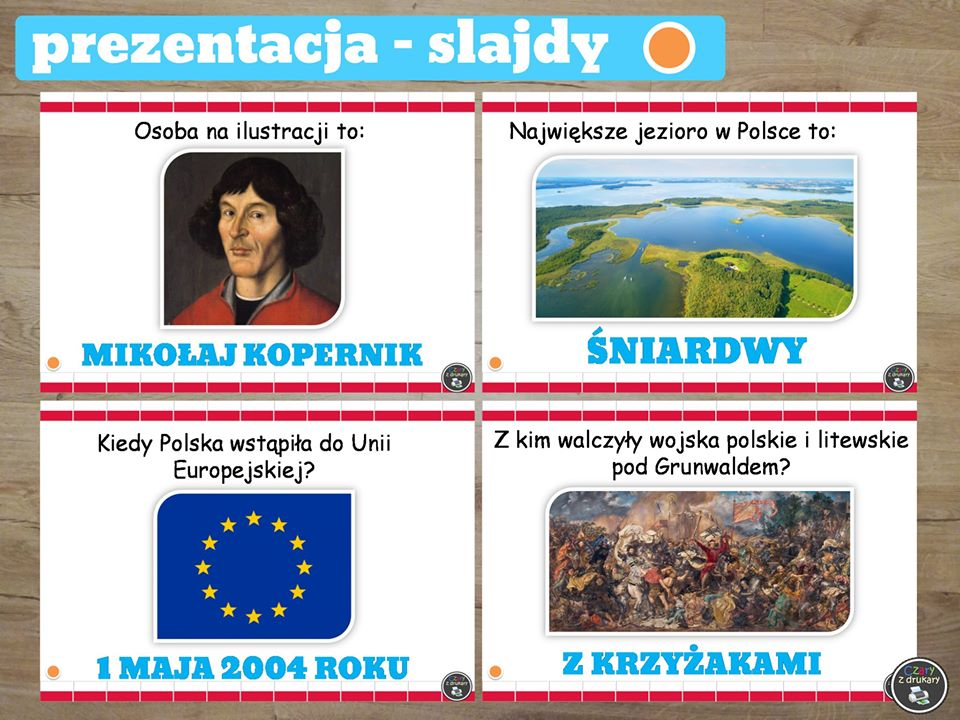 prezentacja - slajdy
Osoba na ilustracji to:
MIKOŁAJ KOPERNIK
Największe jezioro w Polsce to:
ŚNIARDWY
Kiedy Polska wstąpiła do Unii
Europejskiej?
1 MAJA 2004 ROKU
Z kim walczyły wojska polskie i litewskie
pod Grunwaldem?
Z KRZYŻAKAMI
Czary
z drukary